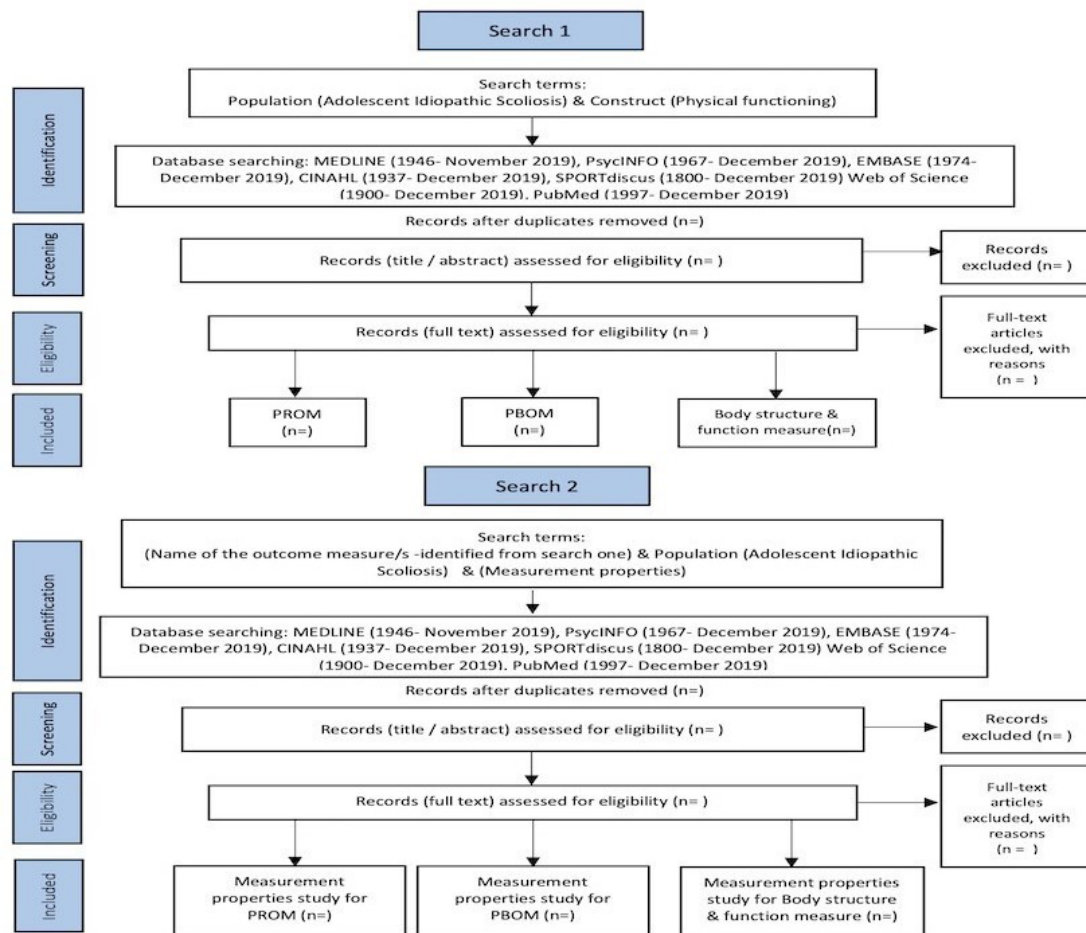 Search 1
Search terms:
Population (Adolescent Idiopathic Scoliosis) & Construct (Physical functioning)
Identification
Database searching: MEDLINE (1946- November 2019), PsycINFO (1967- December 2019), EMBASE (1974-
December 2019), CINAHL (1937- December 2019), SPORTdiscus (1800- December 2019) Web of Science
(1900- December 2019). PubMed (1997- December 2019)
Records after duplicates removed (n=)
Screening
Records (title / abstract) assessed for eligibility (n= )
Records
excluded (n= )
Eligibility
Records (full text) assessed for eligibility (n= )
Full-text
articles
excluded, with
reasons
(n = )
Included
PROM
(n=)
PBOM
(n=)
Body structure &
function measure(n=)
Search 2
Search terms:
(Name of the outcome measure/s -identified from search one) & Population (Adolescent Idiopathic
Scoliosis) & (Measurement properties)
Identification
Database searching: MEDLINE (1946- November 2019), PsycINFO (1967- December 2019), EMBASE (1974-
December 2019), CINAHL (1937- December 2019), SPORTdiscus (1800- December 2019) Web of Science
(1900- December 2019). PubMed (1997- December 2019)
Records after duplicates removed (n=)
Screening
Records (title / abstract) assessed for eligibility (n= )
Records
excluded (n= )
Eligibility
Records (full text) assessed for eligibility (n= )
Full-text
articles
excluded, with
reasons
(n = )
Included
Measurement
properties study for
PROM (n=)
Measurement
properties study for
PBOM (n=)
Measurement properties
study for Body structure
& function measure (n=)